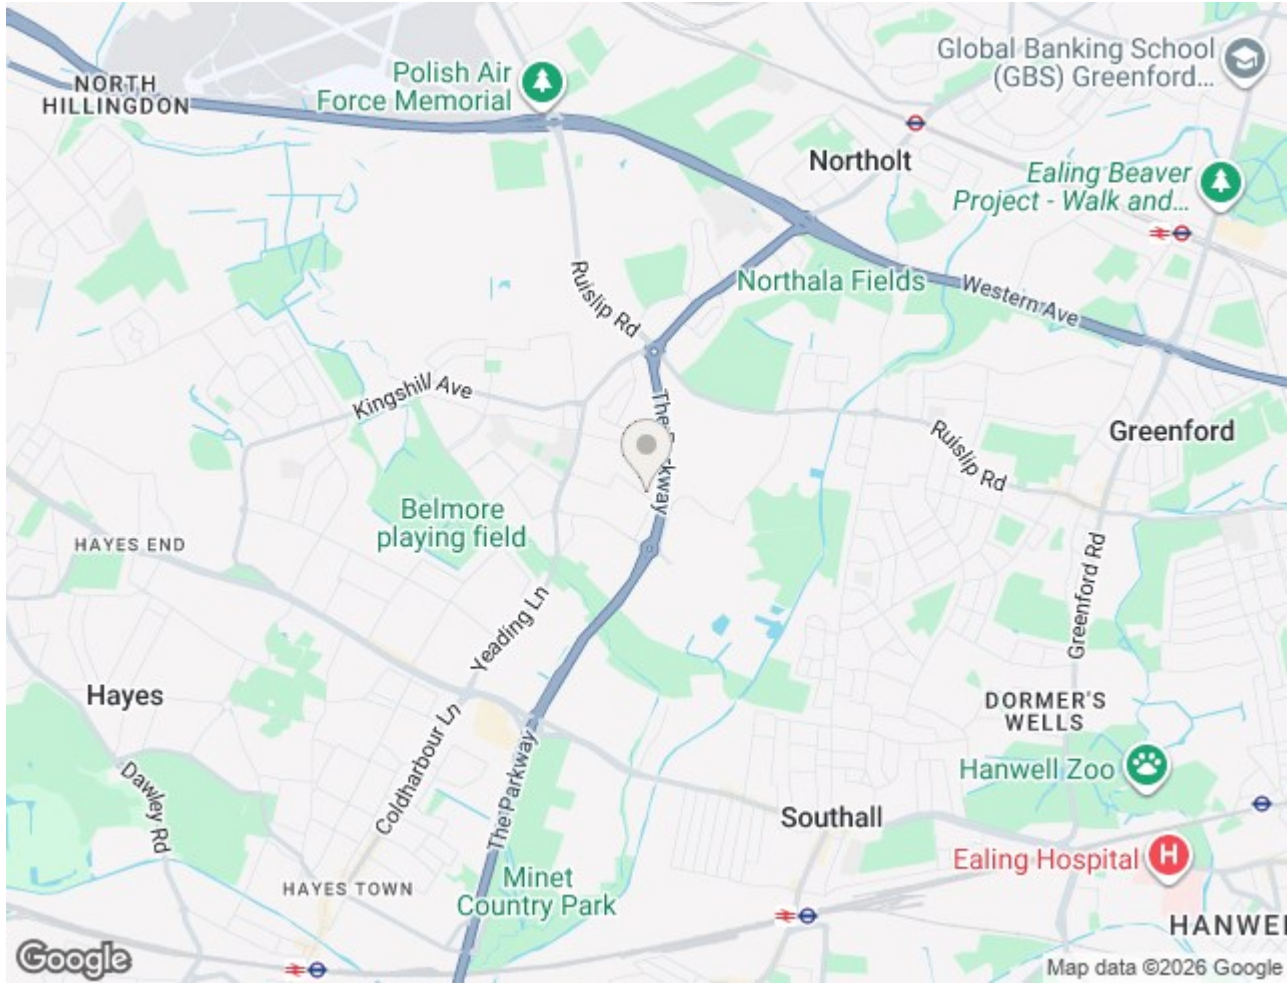 Global Banking School
(GBS) Greenford...
Polish Air
Force Memorial
NORTH
HILLINGDON
Northolt
Ealing Beaver
Project - Walk and...
Ruislip Rd
Northala Fields
Western Ave
Kingshill Ave
The Parkway
Greenford
Ruislip Rd
Belmore
playing field
HAYES END
Greenford Rd
Yeading Ln
Hayes
DORMER'S
WELLS
Coldharbour Ln
The Parkway
Hanwell Zoo
Dawley Rd
Southall
Ealing Hospital
H
HAYES TOWN
Minet
Country Park
HANWEL
Google
Map data ©2026 Google